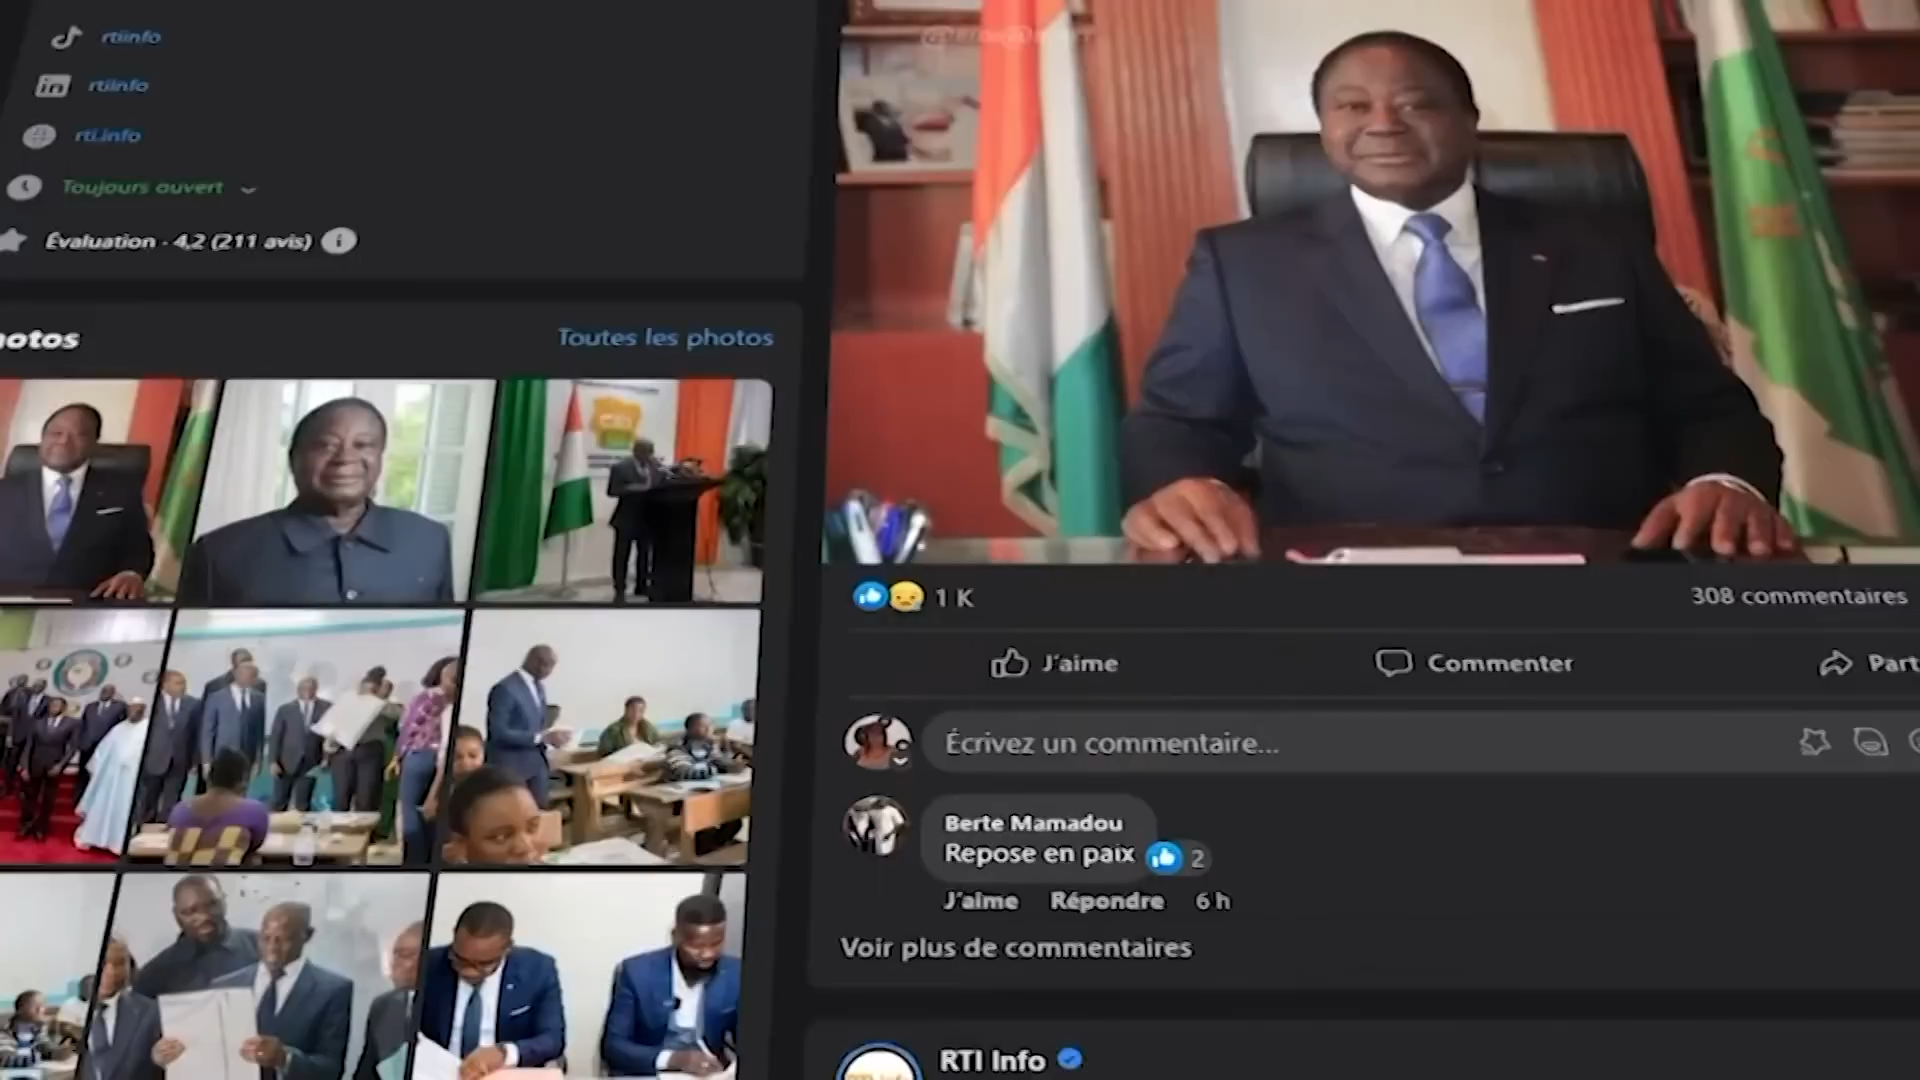 rtiinfo
rtiinfo
rti.info
Toujours ouvert
Évaluation · 4,2 (211 avis)
hotos
Toutes les photos
CEI
1 K
308 commentaires
J'aime
Commenter
Part
Écrivez un commentaire...
Berte Mamadou
Repose en paix
2
J'aime Répondre 6 h
Voir plus de commentaires
RTI Info